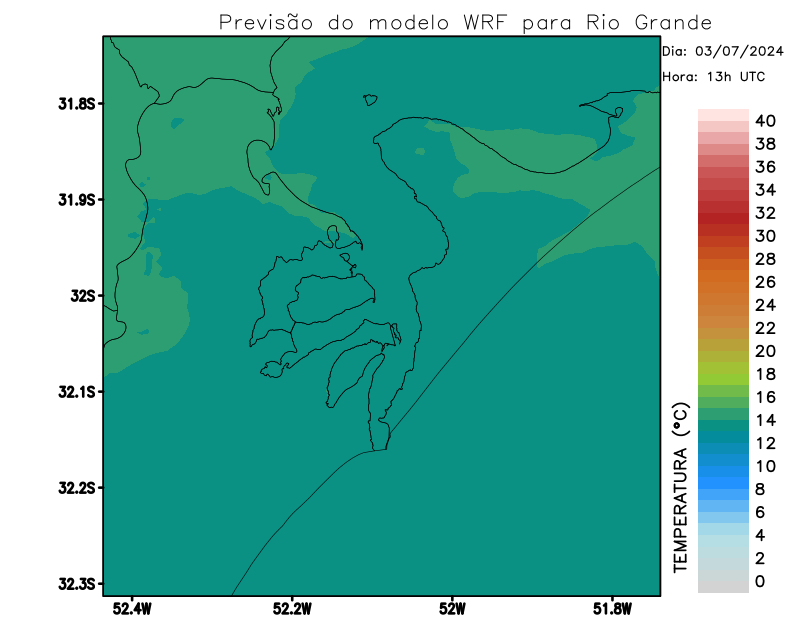 Previsão do modelo WRF para Rio Grande
Dia: 03/07/2024
Hora: 13h UTC
31.8S
31.9S
32S
32.1S
32.2S
32.3S
52.4W
52.2W
52W
51.8W
40
38
36
34
32
30
28
26
24
22
20
18
16
14
12
10
8
6
4
2
0
TEMPERATURA (°C)